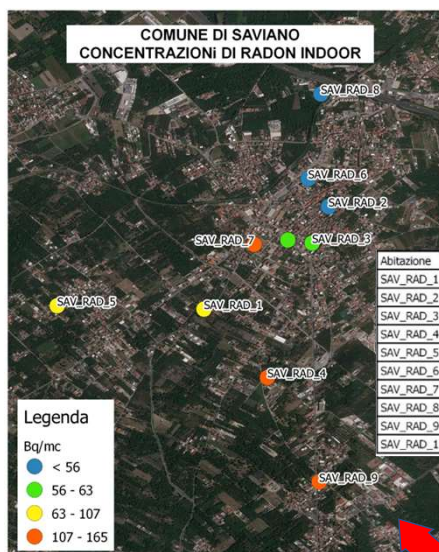 COMUNE DI SAVIANO
CONCENTRAZIONi DI RADON INDOOR
SAV_RAD_8
SAV_RAD_6
SAV_RAD_2
SAV_RAD_7
SAV_RAD_3
SAV_RAD_5
SAV_RAD_1
SAV_RAD_4
SAV_RAD_9
Abitazione
SAV_RAD_1
SAV_RAD_2
SAV_RAD_3
SAV_RAD_4
SAV_RAD_5
SAV_RAD_6
SAV_RAD_7
SAV_RAD_8
SAV_RAD_9
SAV_RAD_1
Legenda
Bq/mc
< 56
56 - 63
63 - 107
107 - 165